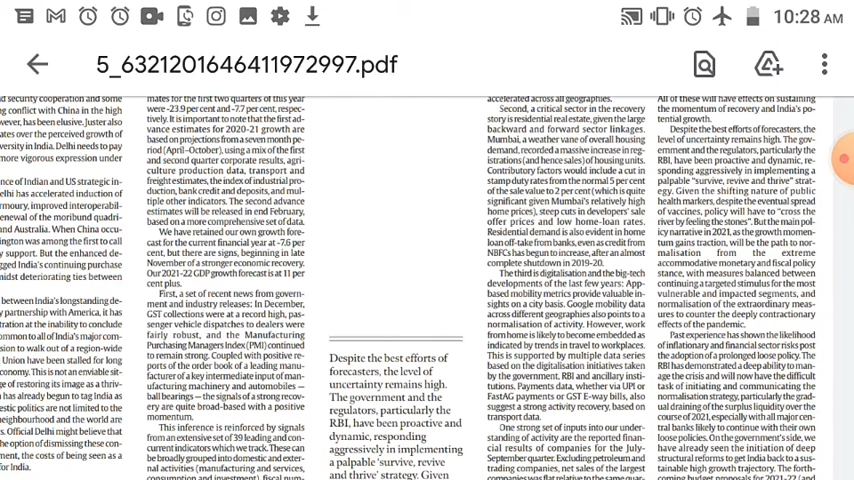 10:28 AM
5_6321201646411972997.pdf
d security cooperation and some
ng conflict with China in the high
owever, has been elusive. Juster also
ates over the perceived growth of
versity in India. Delhi needs to pay
more vigorous expression under
nce of Indian and US strategic in-
elhi has accelerated induction of
rmoury, improved interoperabil-
enewal of the moribund quadri-
and Australia. When China occu-
ington was among the first to call
y support. But the enhanced de-
gged India's continuing purchase
midst deteriorating ties between
between India's longstanding de-
y partnership with America, it has
tration at the inability to conclude
ommon to all of India's major com-
sion to walk out of a region-wide
Union have been stalled for long
conomy. This is not an enviable sit-
ge of restoring its image as a thriv-
has already begun to tag India as
estic politics are not limited to the
neighbourhood and the world are
Official Delhi might believe that
the option of dismissing these con-
ment, the costs of being seen as a
for India.
mates for the first two quarters of this year
were -23.9 per cent and -7.7 per cent, respec-
tively. It is important to note that the first ad-
vance estimates for 2020-21 growth are
based on projections from a seven month pe-
riod (April-October), using a mix of the first
and second quarter corporate results, agri-
culture production data, transport and
freight estimates, the index of industrial pro-
duction, bank credit and deposits, and mul-
tiple other indicators. The second advance
estimates will be released in end February,
based on a more comprehensive set of data.
We have retained our own growth fore-
cast for the current financial year at -7.6 per
cent, but there are signs, beginning in late
November of a stronger economic recovery.
Our 2021-22 GDP growth forecast is at 11 per
cent plus.
First, a set of recent news from govern-
ment and industry releases: In December,
GST collections were at a record high, pas-
senger vehicle dispatches to dealers were
fairly robust, and the Manufacturing
Purchasing Managers Index (PMI) continued
to remain strong. Coupled with positive re-
ports of the order book of a leading manu-
facturer of a key intermediate input of man-
ufacturing machinery and automobiles –
ball bearings — the signals of a strong recov-
ery are quite broad-based with a positive
momentum.
This inference is reinforced by signals
from an extensive set of 39 leading and con-
current indicators which we track. These can
be broadly grouped into domestic and exter-
nal activities (manufacturing and services,
consumption and investment), fiscal num-
Despite the best efforts of
forecasters, the level of
uncertainty remains high.
The government and the
regulators, particularly the
RBI, have been proactive and
dynamic, responding
aggressively in implementing
a palpable 'survive, revive
and thrive' strategy. Given
accelerated across all geographies.
Second, a critical sector in the recovery
story is residential real estate, given the large
backward and forward sector linkages.
Mumbai, a weather vane of overall housing
demand, recorded a massive increase in reg-
istrations (and hence sales) of housing units.
Contributory factors would include a cut in
stamp duty rates from the normal 5 per cent
of the sale value to 2 per cent (which is quite
significant given Mumbai's relatively high
home prices), steep cuts in developers' sale
offer prices and low home-loan rates.
Residential demand is also evident in home
loan off-take from banks, even as credit from
NBFCs has begun to increase, after an almost
complete shutdown in 2019-20.
The third is digitalisation and the big-tech
developments of the last few years: App-
based mobility metrics provide valuable in-
sights on a city basis. Google mobility data
across different geographies also points to a
normalisation of activity. However, work
from home is likely to become embedded as
indicated by trends in travel to workplaces.
This is supported by multiple data series
based on the digitalisation initiatives taken
by the government, RBI and ancillary insti-
tutions. Payments data, whether via UPI or
FastAG payments or GST E-way bills, also
suggest a strong activity recovery, based on
transport data.
One strong set of inputs into our under-
standing of activity are the reported finan-
cial results of companies for the July-
September quarter. Excluding petroleum and
trading companies, net sales of the largest
companies was flat relative to the same quar-
All of these will have effects on sustaining
the momentum of recovery and India's po-
tential growth.
Despite the best efforts of forecasters, the
level of uncertainty remains high. The gov-
ernment and the regulators, particularly the
RBI, have been proactive and dynamic, re-
sponding aggressively in implementing a
palpable "survive, revive and thrive" strat-
egy. Given the shifting nature of public
health markers, despite the eventual spread
of vaccines, policy will have to "cross the
river by feeling the stones". But the main pol-
icy narrative in 2021, as the growth momen-
tum gains traction, will be the path to nor-
malisation from the extreme
accommodative monetary and fiscal policy
stance, with measures balanced between
continuing a targeted stimulus for the most
vulnerable and impacted segments, and
normalisation of the extraordinary meas-
ures to counter the deeply contractionary
effects of the pandemic.
Past experience has shown the likelihood
of inflationary and financial sector risks post
the adoption of a prolonged loose policy. The
RBI has demonstrated a deep ability to man-
age the crisis and will now have the difficult
task of initiating and communicating the
normalisation strategy, particularly the grad-
ual draining of the surplus liquidity over the
course of 2021, especially with all major cen-
tral banks likely to continue with their own
loose policies. On the government's side, we
have already seen the initiation of deep
structural reforms to get India back to a sus-
tainable high growth trajectory. The forth-
coming budget proposals for 2021-22 (and